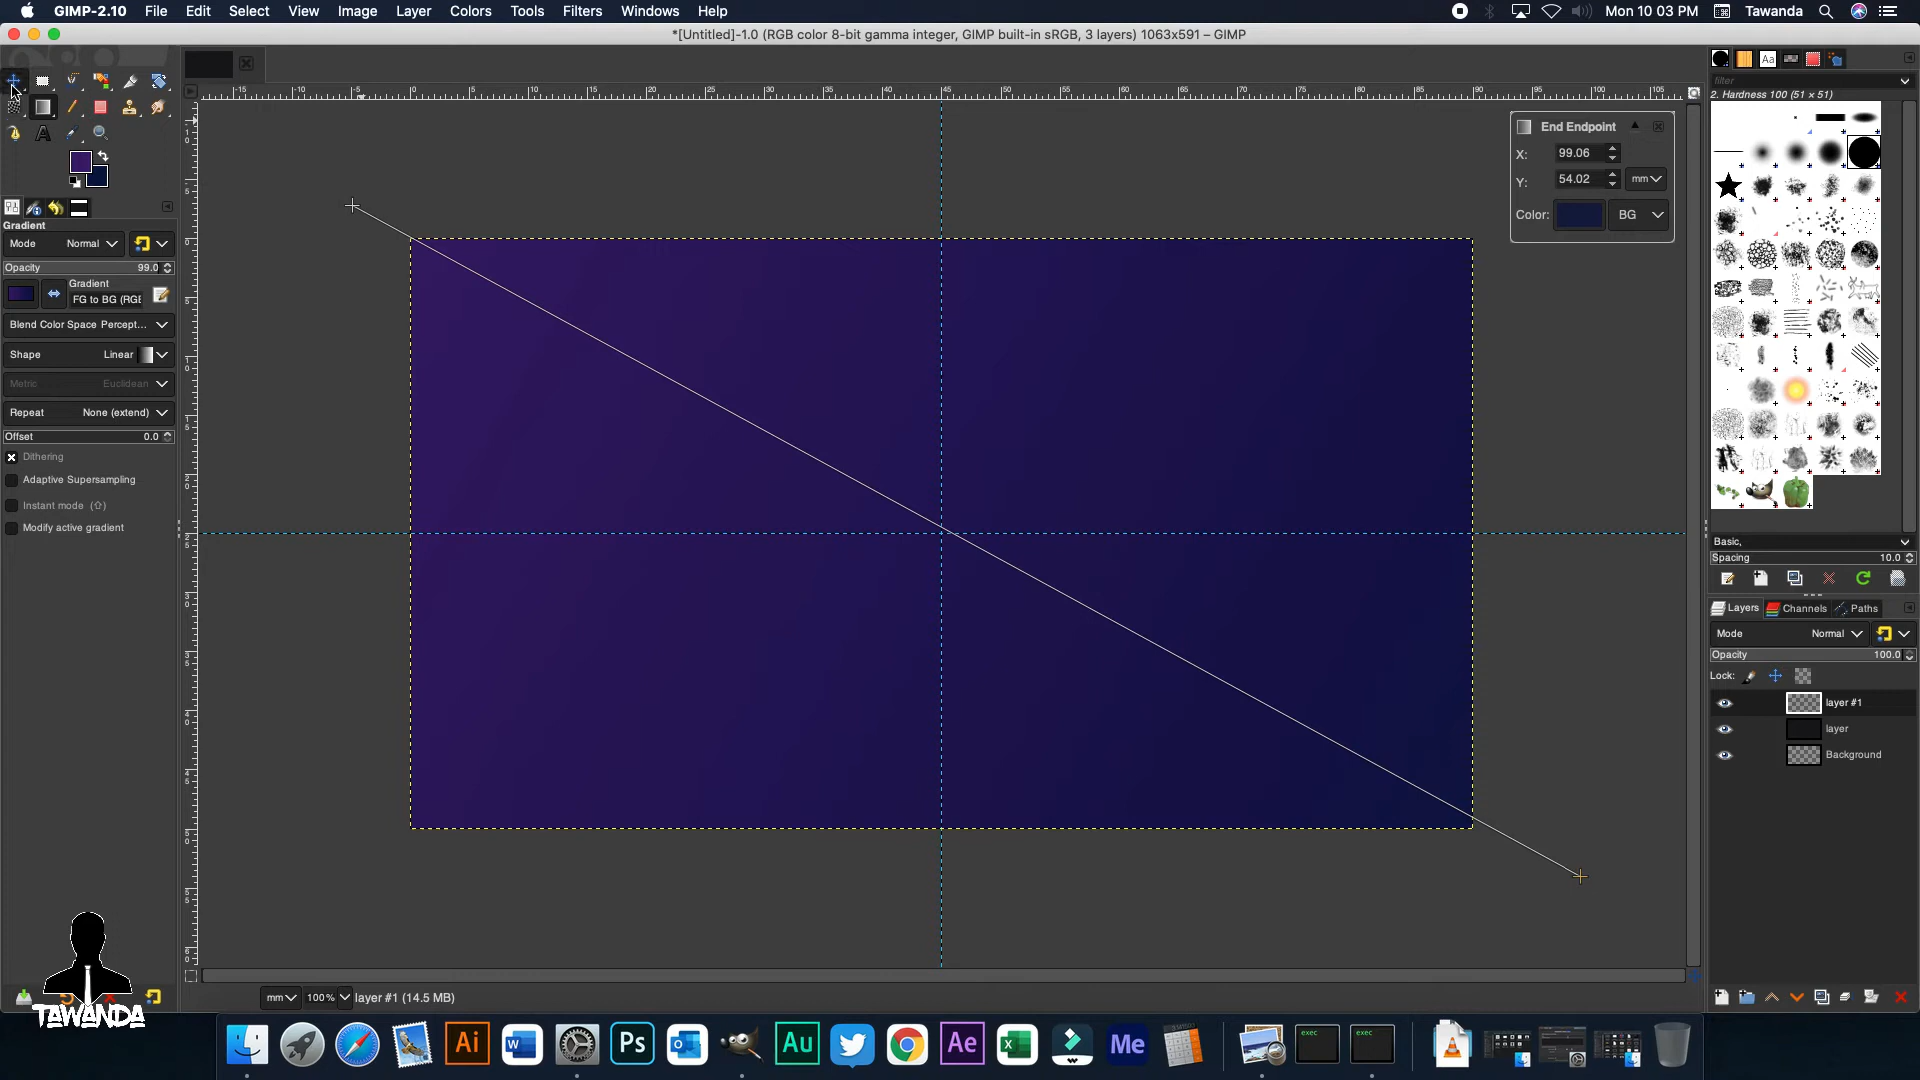 GIMP-2.10 File Edit Select View Image Layer Colors Tools Filters Windows Help Mon 10 03 PM Tawanda
*[Untitled]-1.0 (RGB color 8-bit gamma integer, GIMP built-in sRGB, 3 layers) 1063x591 – GIMP
filter
2. Hardness 100 (51 × 51)
End Endpoint
X: 99.06
Y: 54.02 mm
Color: BG
Gradient
Mode Normal
Opacity 99.0
Gradient
FG to BG (RGB
Blend Color Space Percept...
Shape Linear
Metric Euclidean
Repeat None (extend)
Offset 0.0
Dithering
Adaptive Supersampling
Instant mode (⇧)
Modify active gradient
Basic,
Spacing 10.0
Layers Channels Paths
Mode Normal
Opacity 100.0
Lock:
layer #1
layer
Background
mm 100% layer #1 (14.5 MB)
TAWANDA
Ai W Ps Au Ae X Me exec exec